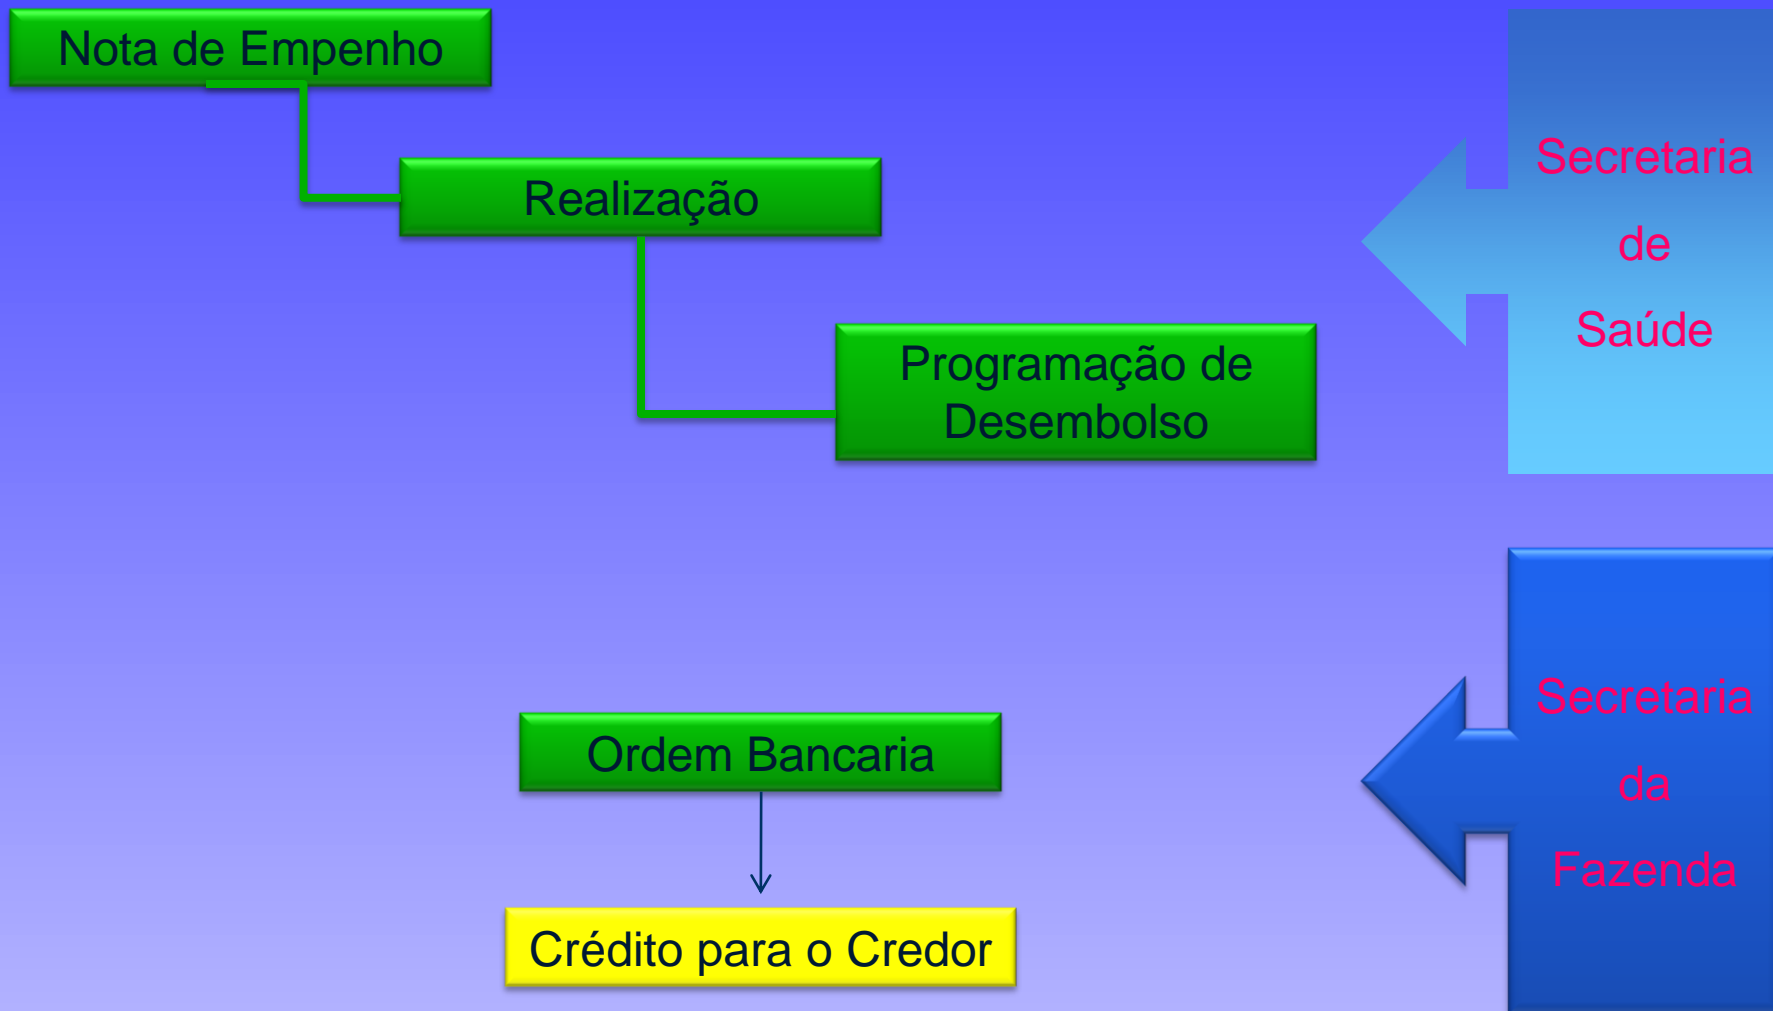 Nota de Empenho
Realização
Programação de
Desembolso
Secretaria
de
Saúde
Ordem Bancaria
Crédito para o Credor
Secretaria
da
Fazenda